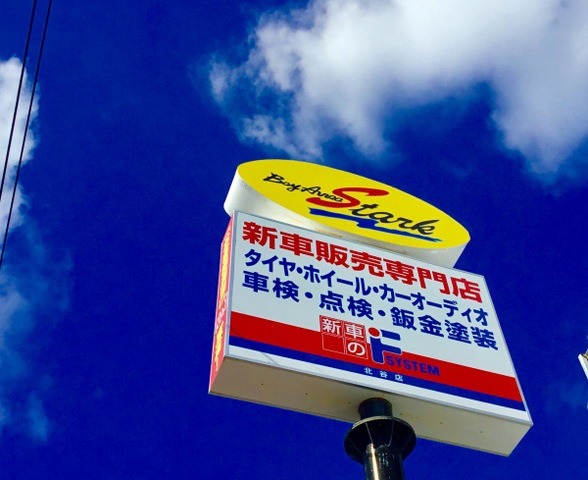 Bay Area Stark
新車販売専門店
タイヤ・ホイール・カーオーディオ
車検・点検・鈑金塗装
新車の iF SYSTEM
北谷店